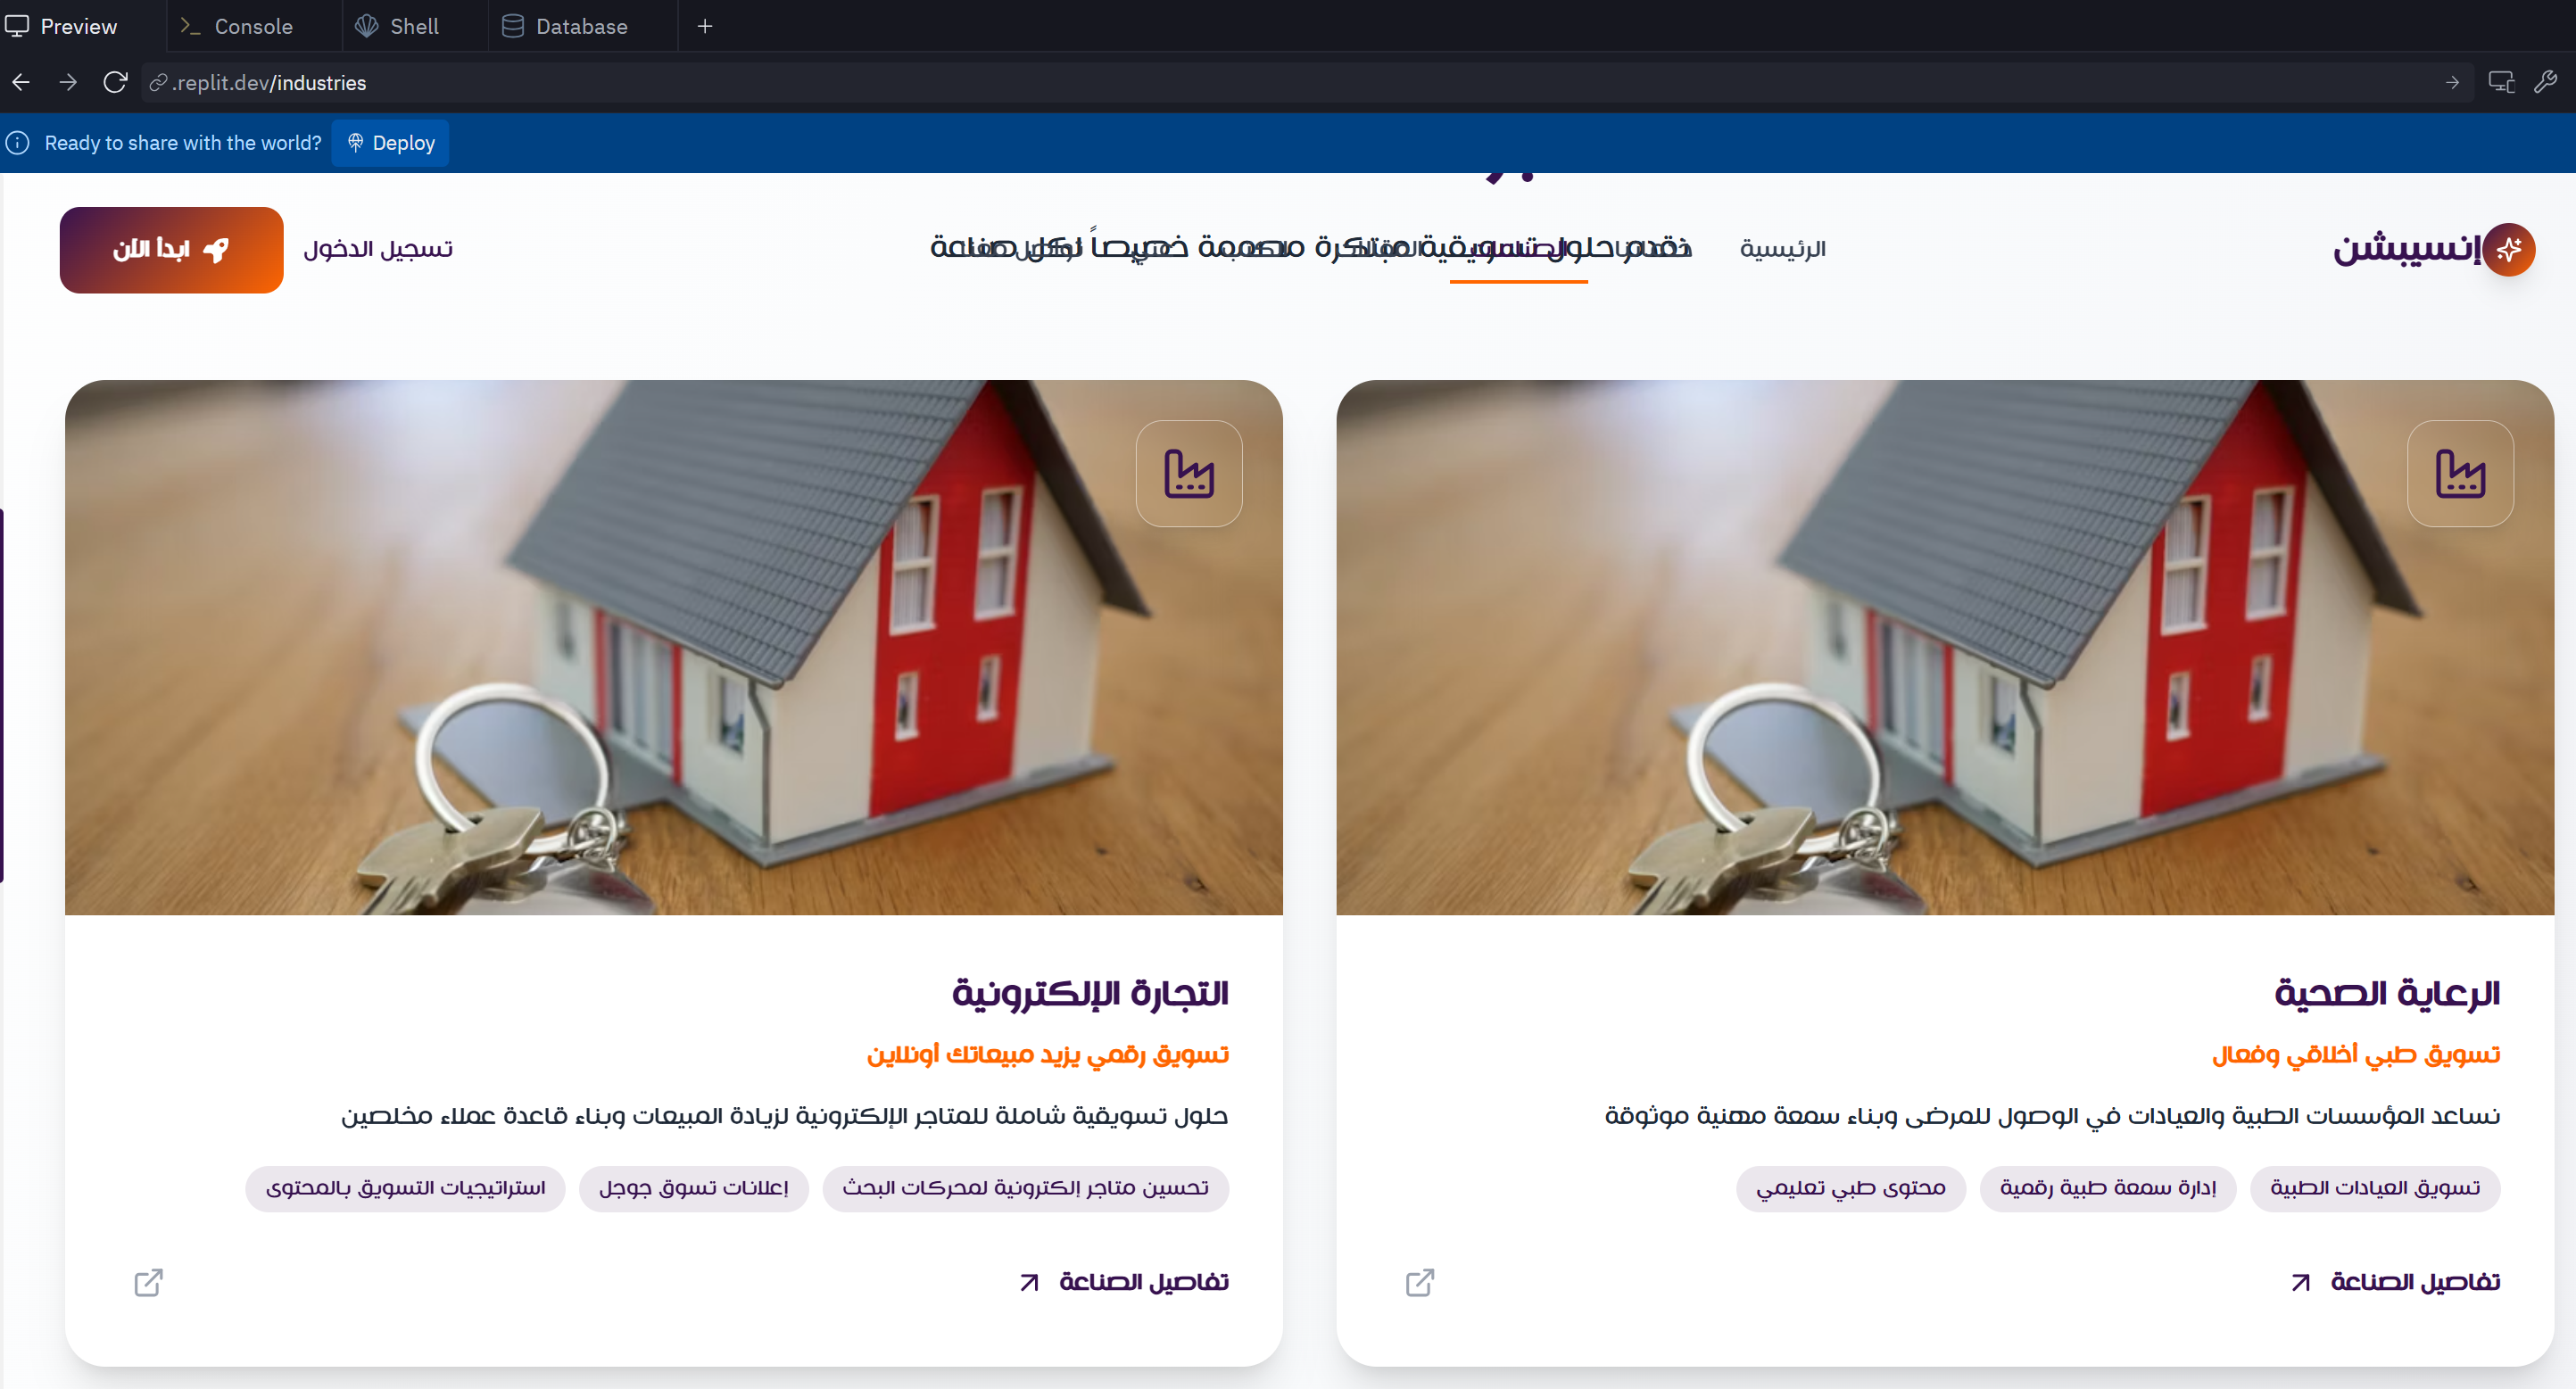 Preview
Console
Shell
Database
.replit.dev/industries
Ready to share with the world?
Deploy
إنسيبشن
الرئيسية
نقدم حلول تسويقية مبتكرة مصممة خصيصاً لكل صناعة
تسجيل الدخول
ابدأ الآن
الرعاية الصحية
تسويق طبي أخلاقي وفعال
نساعد المؤسسات الطبية والعيادات في الوصول للمرضى وبناء سمعة مهنية موثوقة
تسويق العيادات الطبية
إدارة سمعة طبية رقمية
محتوى طبي تعليمي
تفاصيل الصناعة
التجارة الإلكترونية
تسويق رقمي يزيد مبيعاتك أونلاين
حلول تسويقية شاملة للمتاجر الإلكترونية لزيادة المبيعات وبناء قاعدة عملاء مخلصين
تحسين متاجر إلكترونية لمحركات البحث
إعلانات تسوق جوجل
استراتيجيات التسويق بالمحتوى
تفاصيل الصناعة